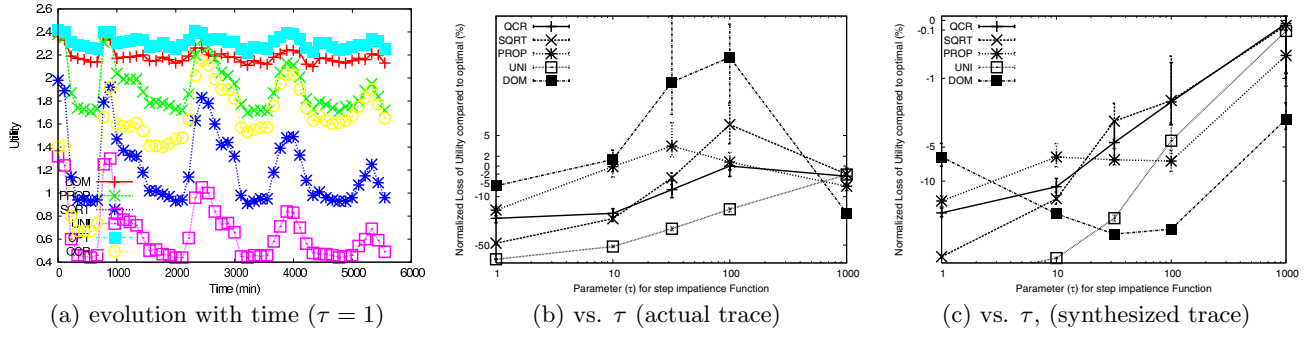 2.6
2.4
2.2
2
1.8
1.6
1.4
1.2
1
0.8
0.6
0.4
Utility
DOM
PROP
SQRT
UNI
OPT
QCR
0 1000 2000 3000 4000 5000 6000
Time (min)
(a) evolution with time (τ = 1)
Normalized Loss of Utility compared to optimal (%)
QCR
SQRT
PROP
UNI
DOM
5
2
-2
-5
-10
-50
1 10 100 1000
Parameter (τ) for step impatience Function
(b) vs. τ (actual trace)
Normalized Loss of Utility compared to optimal (%)
QCR
SQRT
PROP
UNI
DOM
0
-0.1
-1
-5
-10
1 10 100 1000
Parameter (τ) for step impatience Function
(c) vs. τ, (synthesized trace)